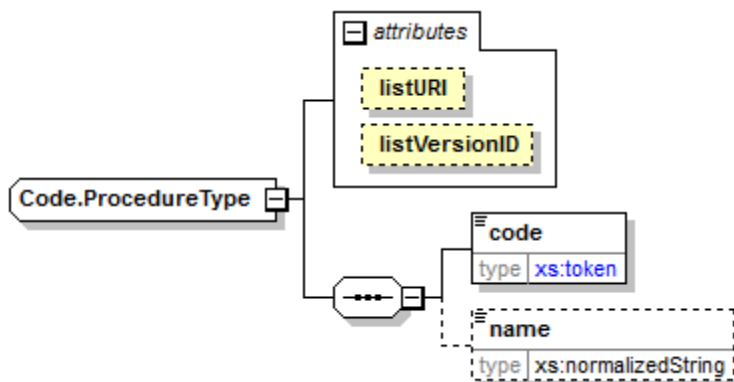 attributes
listURI
listVersionID
Code.ProcedureType
code
type xs:token
name
type xs:normalizedString